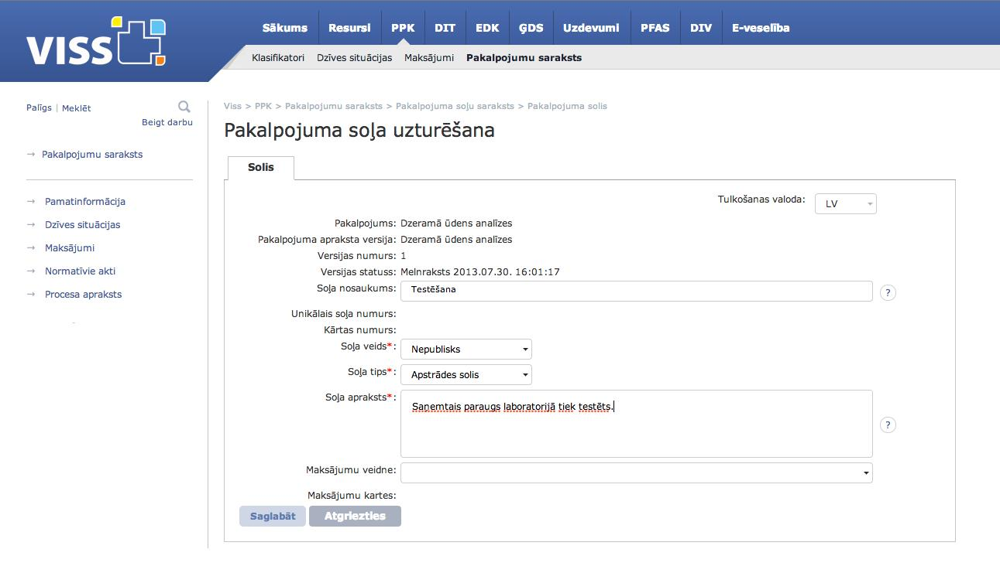 VISS
Sākums Resursi PPK DIT EDK ĢDS Uzdevumi PFAS DIV E-veselība
Klasifikatori Dzīves situācijas Maksājumi Pakalpojumu saraksts
Palīgs | Meklēt
Beigt darbu
→ Pakalpojumu saraksts
→ Pamatinformācija
→ Dzīves situācijas
→ Maksājumi
→ Normatīvie akti
→ Procesa apraksts
Viss > PPK > Pakalpojumu saraksts > Pakalpojuma soļu saraksts > Pakalpojuma solis
Pakalpojuma soļa uzturēšana
Solis
Tulkošanas valoda: LV
Pakalpojums: Dzeramā ūdens analīzes
Pakalpojuma apraksta versija: Dzeramā ūdens analīzes
Versijas numurs: 1
Versijas statuss: Melnraksts 2013.07.30. 16:01:17
Soļa nosaukums: Testēšana ?
Unikālais soļa numurs:
Kārtas numurs:
Soļa veids*: Nepublisks
Soļa tips*: Apstrādes solis
Soļa apraksts*: Saņemtais paraugs laboratorijā tiek testēts. ?
Maksājumu veidne:
Maksājumu kartes:
Saglabāt Atgriezties